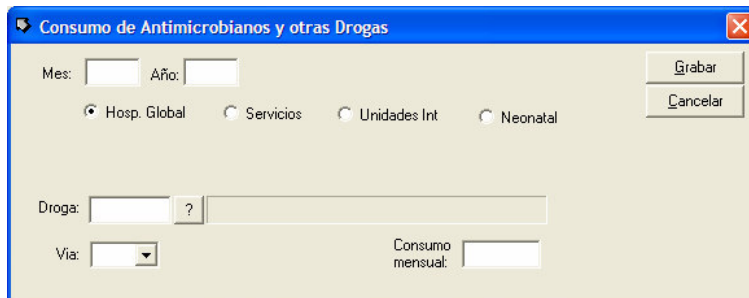 Consumo de Antimicrobianos y otras Drogas
Mes: Año: Grabar
Cancelar
Hosp. Global Servicios Unidades Int Neonatal
Droga: ?
Via: Consumo
mensual: